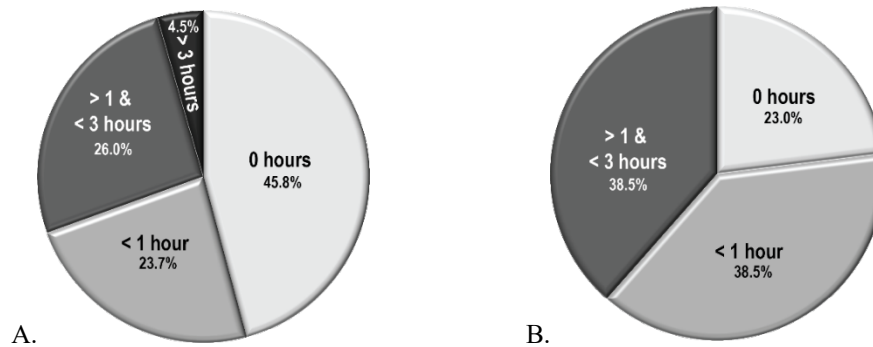 4.5%
> 3 hours
> 1 &
< 3 hours
26.0%
0 hours
45.8%
< 1 hour
23.7%
A.
0 hours
23.0%
> 1 &
< 3 hours
38.5%
< 1 hour
38.5%
B.